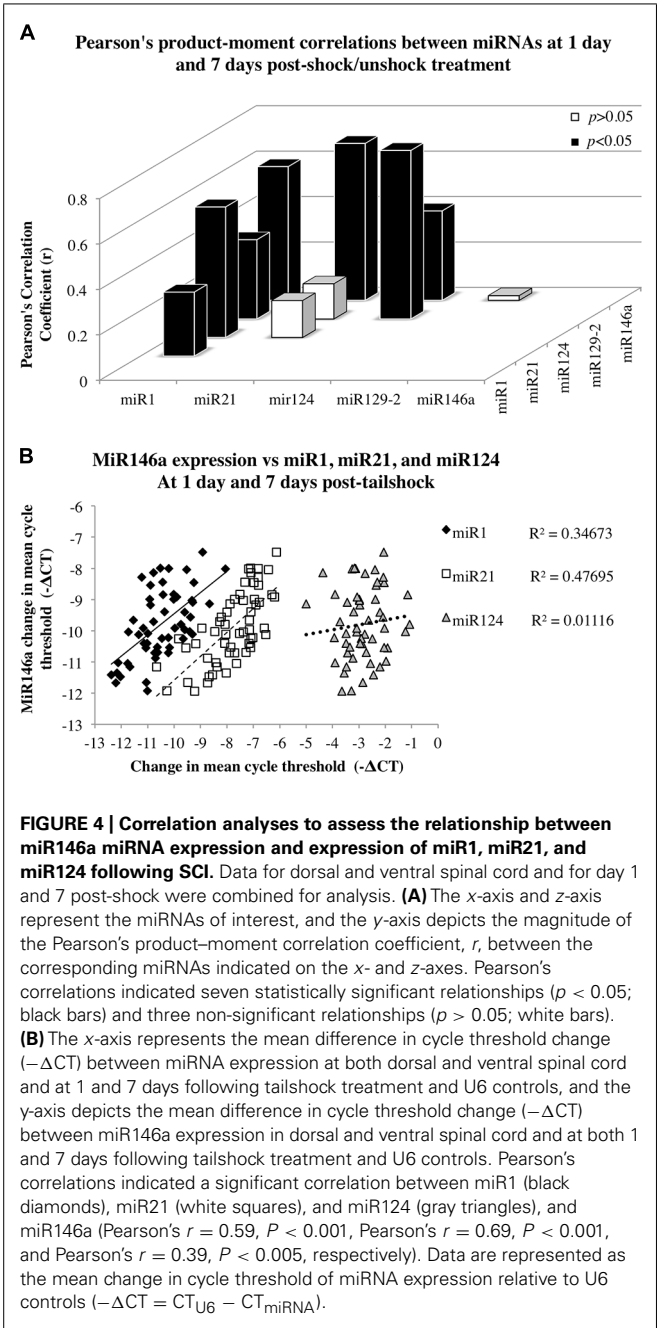 A
Pearson's product-moment correlations between miRNAs at 1 day
and 7 days post-shock/unshock treatment
p>0.05
p<0.05
Pearson's Correlation
Coefficient (r)
0.8
0.6
0.4
0.2
0
miR1 miR21 mir124 miR129-2 miR146a
miR1
miR21
miR124
miR129-2
miR146a
B
MiR146a expression vs miR1, miR21, and miR124
At 1 day and 7 days post-tailshock
MiR146a change in mean cycle
threshold (-ΔCT)
-6
-7
-8
-9
-10
-11
-12
-13
-13 -12 -11 -10 -9 -8 -7 -6 -5 -4 -3 -2 -1 0
Change in mean cycle threshold (-ΔCT)
miR1 R² = 0.34673
miR21 R² = 0.47695
miR124 R² = 0.01116
FIGURE 4 | Correlation analyses to assess the relationship between
miR146a miRNA expression and expression of miR1, miR21, and
miR124 following SCI. Data for dorsal and ventral spinal cord and for day 1
and 7 post-shock were combined for analysis. (A) The x-axis and z-axis
represent the miRNAs of interest, and the y-axis depicts the magnitude of
the Pearson's product–moment correlation coefficient, r, between the
corresponding miRNAs indicated on the x- and z-axes. Pearson's
correlations indicated seven statistically significant relationships (p < 0.05;
black bars) and three non-significant relationships (p > 0.05; white bars).
(B) The x-axis represents the mean difference in cycle threshold change
(−ΔCT) between miRNA expression at both dorsal and ventral spinal cord
and at 1 and 7 days following tailshock treatment and U6 controls, and the
y-axis depicts the mean difference in cycle threshold change (−ΔCT)
between miR146a expression in dorsal and ventral spinal cord and at both 1
and 7 days following tailshock treatment and U6 controls. Pearson's
correlations indicated a significant correlation between miR1 (black
diamonds), miR21 (white squares), and miR124 (gray triangles), and
miR146a (Pearson's r = 0.59, P < 0.001, Pearson's r = 0.69, P < 0.001,
and Pearson's r = 0.39, P < 0.005, respectively). Data are represented as
the mean change in cycle threshold of miRNA expression relative to U6
controls (−ΔCT = CTU6 − CTmiRNA).